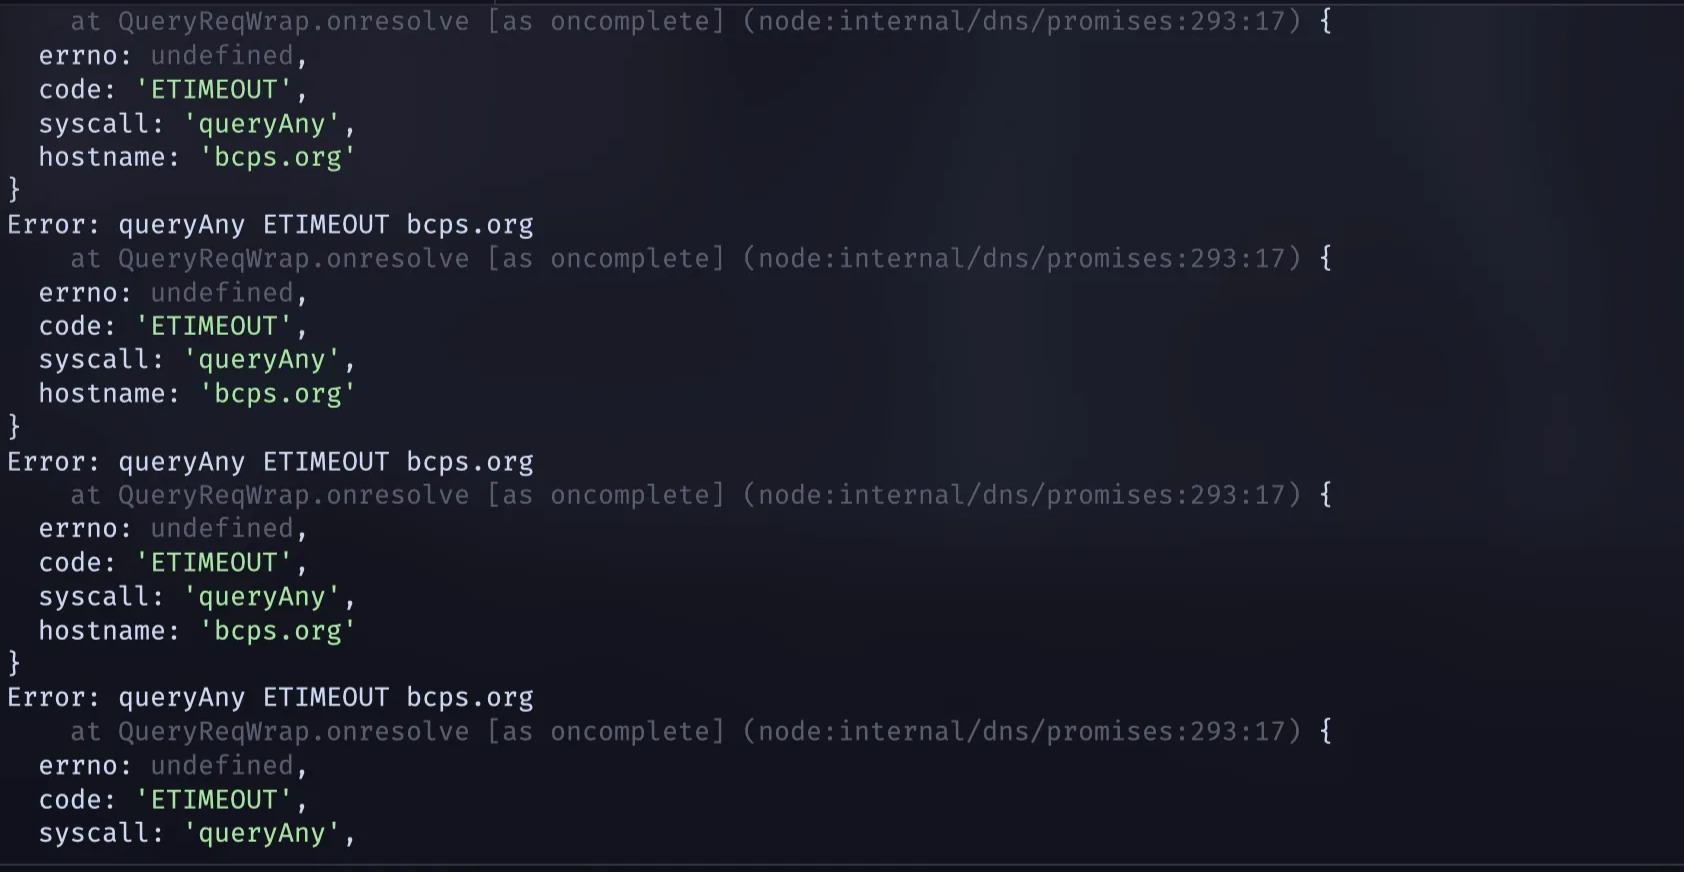 at QueryReqWrap.onresolve [as oncomplete] (node:internal/dns/promises:293:17) {
  errno: undefined,
  code: 'ETIMEOUT',
  syscall: 'queryAny',
  hostname: 'bcps.org'
}
Error: queryAny ETIMEOUT bcps.org
    at QueryReqWrap.onresolve [as oncomplete] (node:internal/dns/promises:293:17) {
  errno: undefined,
  code: 'ETIMEOUT',
  syscall: 'queryAny',
  hostname: 'bcps.org'
}
Error: queryAny ETIMEOUT bcps.org
    at QueryReqWrap.onresolve [as oncomplete] (node:internal/dns/promises:293:17) {
  errno: undefined,
  code: 'ETIMEOUT',
  syscall: 'queryAny',
  hostname: 'bcps.org'
}
Error: queryAny ETIMEOUT bcps.org
    at QueryReqWrap.onresolve [as oncomplete] (node:internal/dns/promises:293:17) {
  errno: undefined,
  code: 'ETIMEOUT',
  syscall: 'queryAny',